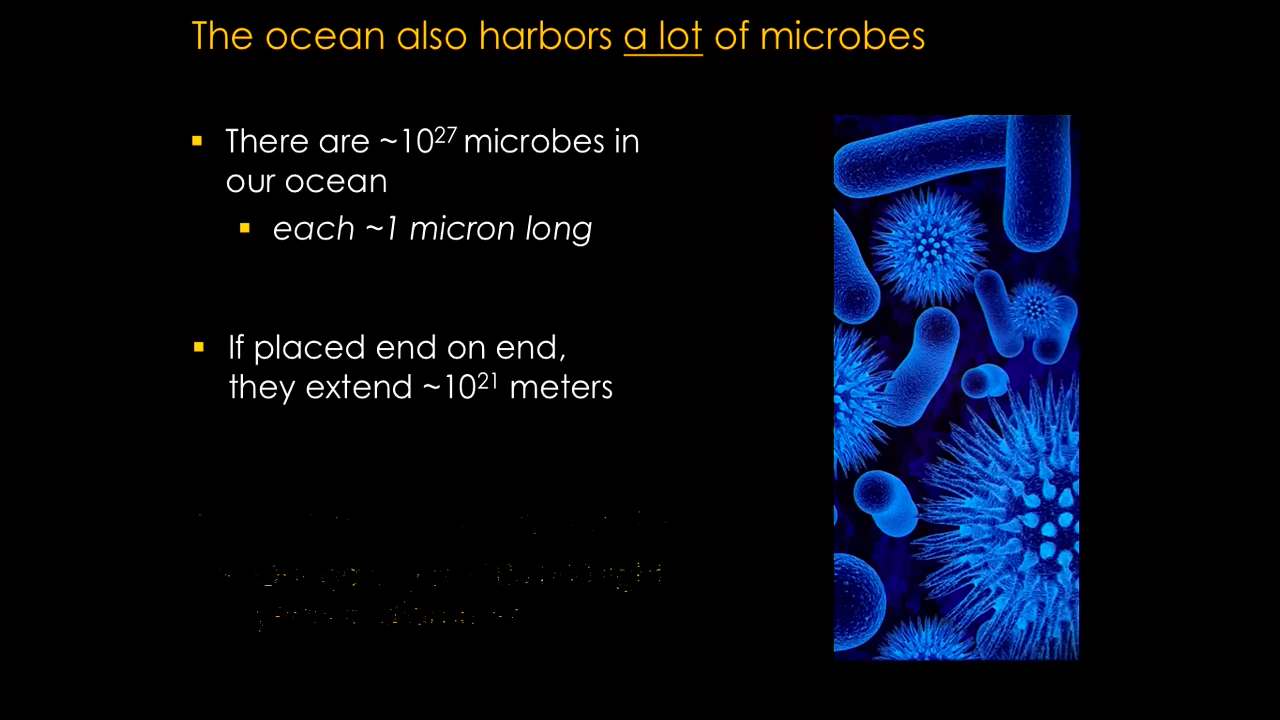 The ocean also harbors a lot of microbes
There are ~10²⁷ microbes in
our ocean
each ~1 micron long
If placed end on end,
they extend ~10²¹ meters